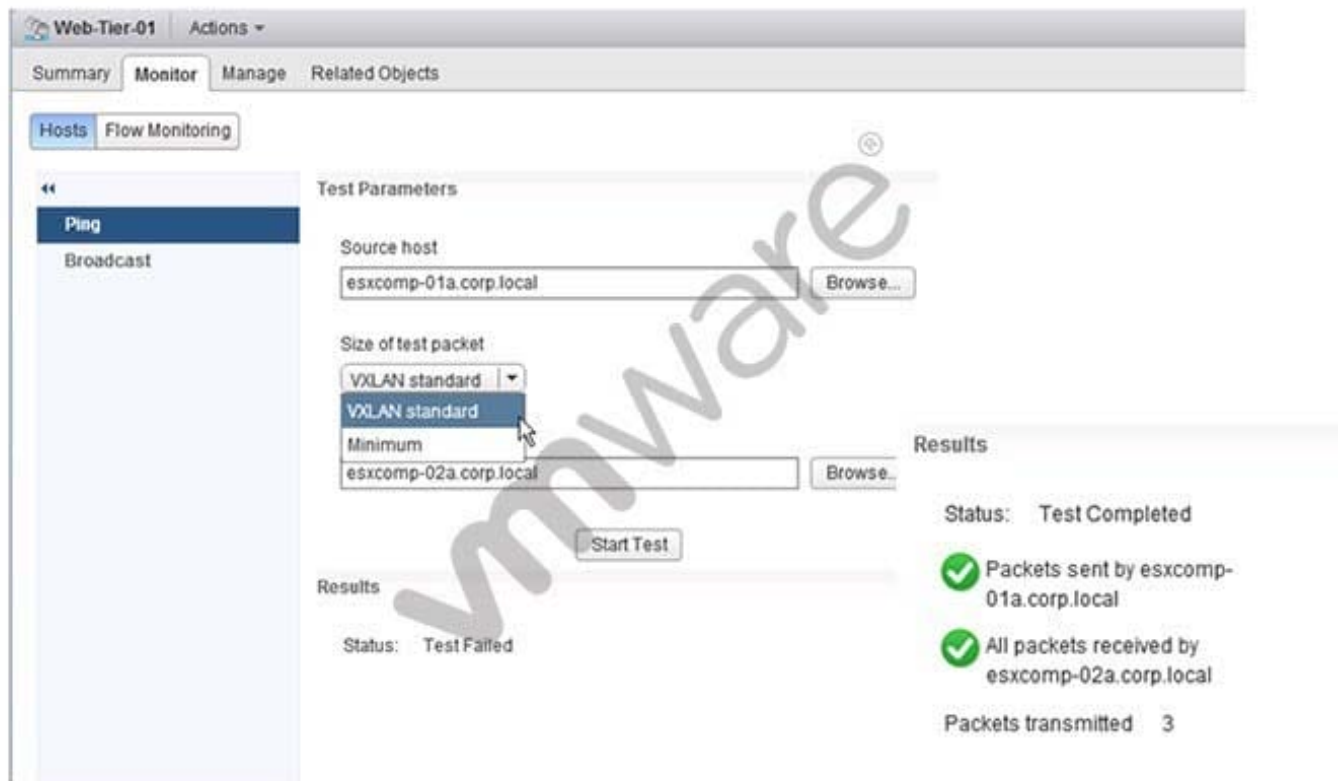 Web-Tier-01 Actions
Summary Monitor Manage Related Objects
Hosts Flow Monitoring
Ping
Broadcast
Test Parameters
Source host
esxcomp-01a.corp.local Browse...
Size of test packet
VXLAN standard
VXLAN standard
Minimum
esxcomp-02a.corp.local Browse..
Start Test
Results
Status: Test Failed
Results
Status: Test Completed
Packets sent by esxcomp-
01a.corp.local
All packets received by
esxcomp-02a.corp.local
Packets transmitted 3
vmware